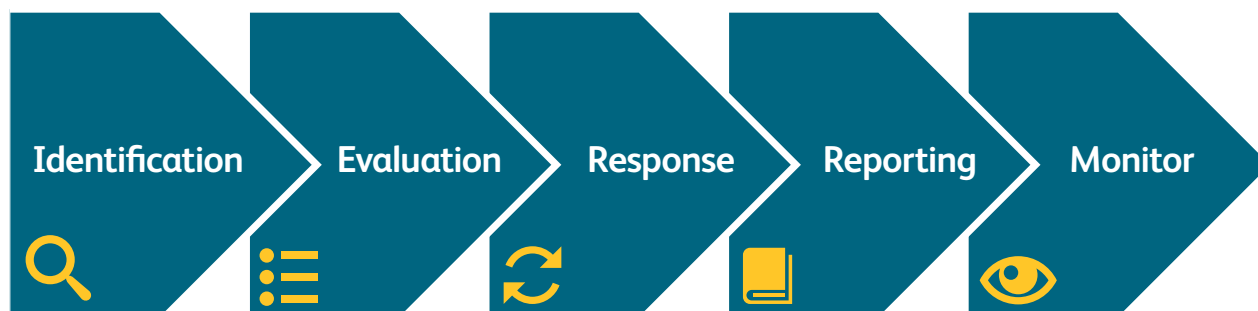 Identification
Evaluation
Response
Reporting
Monitor